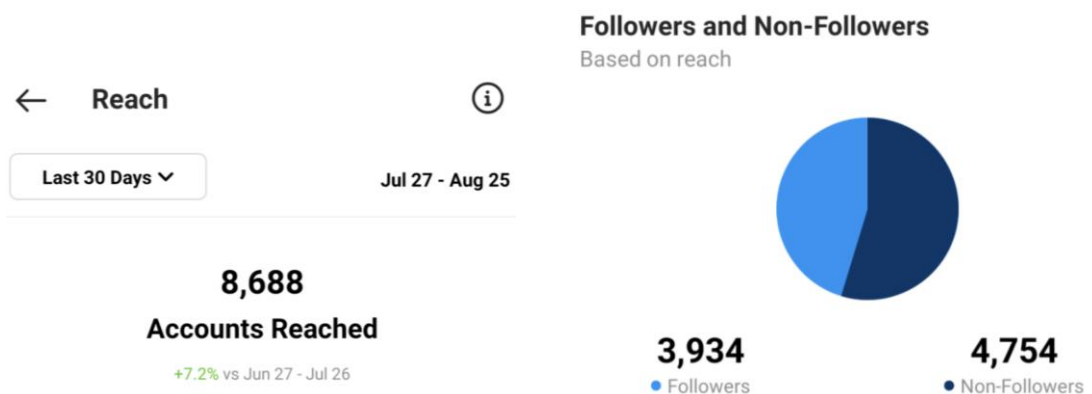 Reach
Last 30 Days
Jul 27 - Aug 25
8,688
Accounts Reached
+7.2% vs Jun 27 - Jul 26
Followers and Non-Followers
Based on reach
3,934
Followers
4,754
Non-Followers